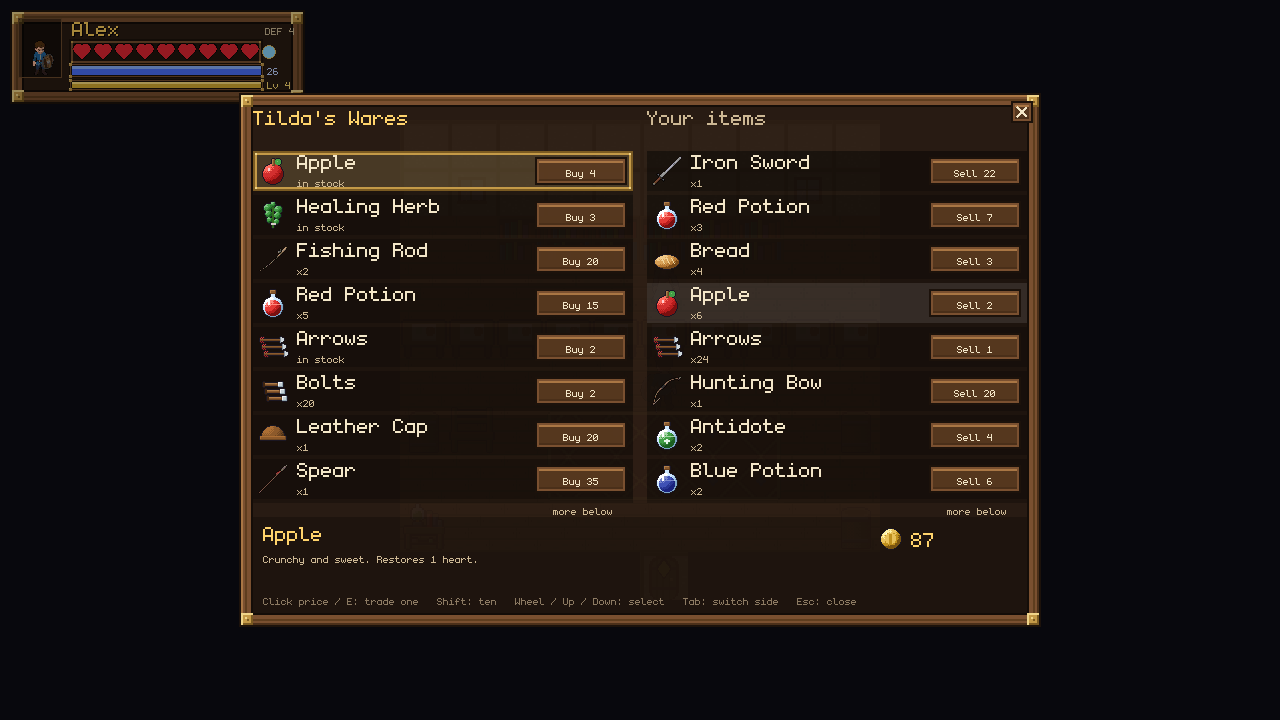 Alex
DEF 4
26
Lv 4
Tilda's Wares
Apple
in stock
Buy 4
Healing Herb
in stock
Buy 3
Fishing Rod
x2
Buy 20
Red Potion
x5
Buy 15
Arrows
in stock
Buy 2
Bolts
x20
Buy 2
Leather Cap
x1
Buy 20
Spear
x1
Buy 35
more below
Your items
Iron Sword
x1
Sell 22
Red Potion
x3
Sell 7
Bread
x4
Sell 3
Apple
x6
Sell 2
Arrows
x24
Sell 1
Hunting Bow
x1
Sell 20
Antidote
x2
Sell 4
Blue Potion
x2
Sell 6
more below
Apple
87
Crunchy and sweet. Restores 1 heart.
Click price / E: trade one Shift: ten Wheel / Up / Down: select Tab: switch side Esc: close